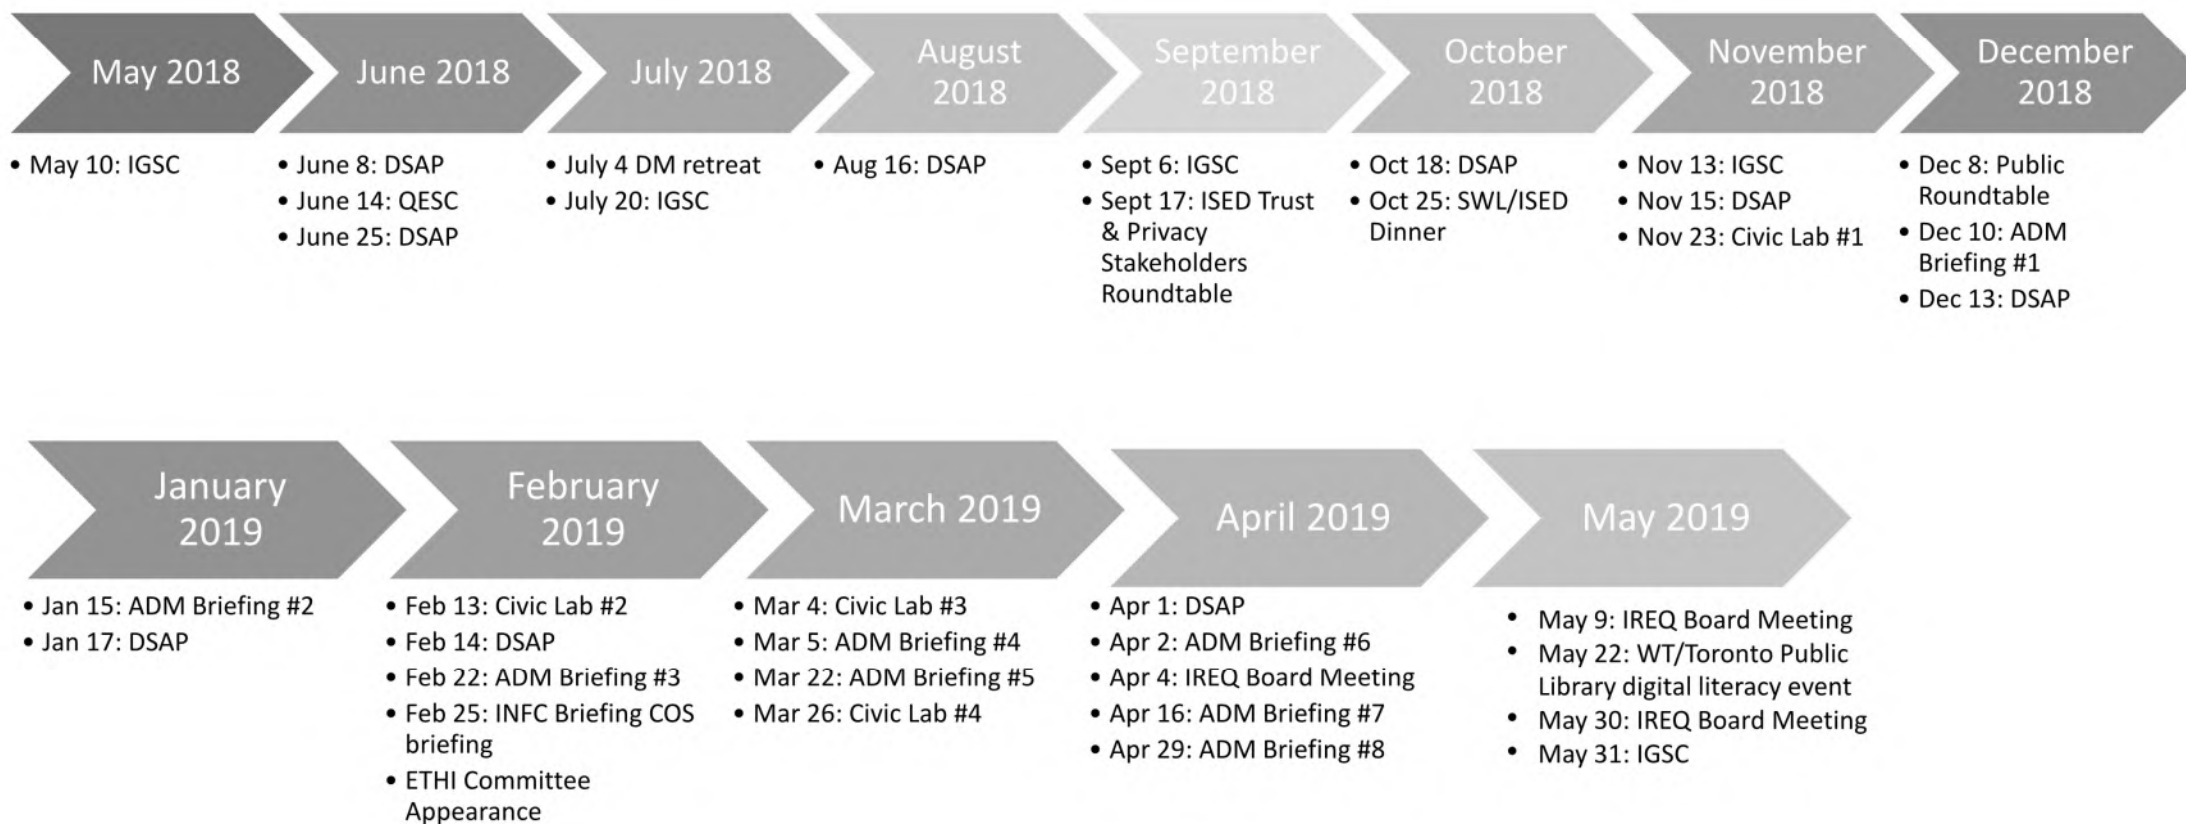 May 2018
June 2018
July 2018
August
2018
September
2018
October
2018
November
2018
December
2018
• May 10: IGSC
• June 8: DSAP
• June 14: QESC
• June 25: DSAP
• July 4 DM retreat
• July 20: IGSC
• Aug 16: DSAP
• Sept 6: IGSC
• Sept 17: ISED Trust
& Privacy
Stakeholders
Roundtable
• Oct 18: DSAP
• Oct 25: SWL/ISED
Dinner
• Nov 13: IGSC
• Nov 15: DSAP
• Nov 23: Civic Lab #1
• Dec 8: Public
Roundtable
• Dec 10: ADM
Briefing #1
• Dec 13: DSAP
January
2019
February
2019
March 2019
April 2019
May 2019
• Jan 15: ADM Briefing #2
• Jan 17: DSAP
• Feb 13: Civic Lab #2
• Feb 14: DSAP
• Feb 22: ADM Briefing #3
• Feb 25: INFC Briefing COS
briefing
• ETHI Committee
Appearance
• Mar 4: Civic Lab #3
• Mar 5: ADM Briefing #4
• Mar 22: ADM Briefing #5
• Mar 26: Civic Lab #4
• Apr 1: DSAP
• Apr 2: ADM Briefing #6
• Apr 4: IREQ Board Meeting
• Apr 16: ADM Briefing #7
• Apr 29: ADM Briefing #8
• May 9: IREQ Board Meeting
• May 22: WT/Toronto Public
Library digital literacy event
• May 30: IREQ Board Meeting
• May 31: IGSC